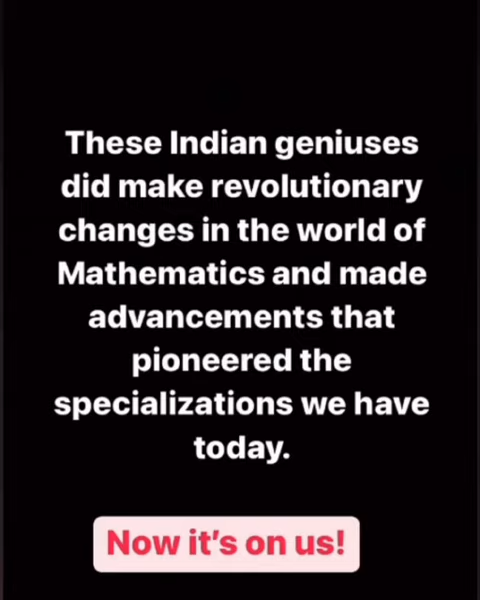 These Indian geniuses
did make revolutionary
changes in the world of
Mathematics and made
advancements that
pioneered the
specializations we have
today.
Now it's on us!